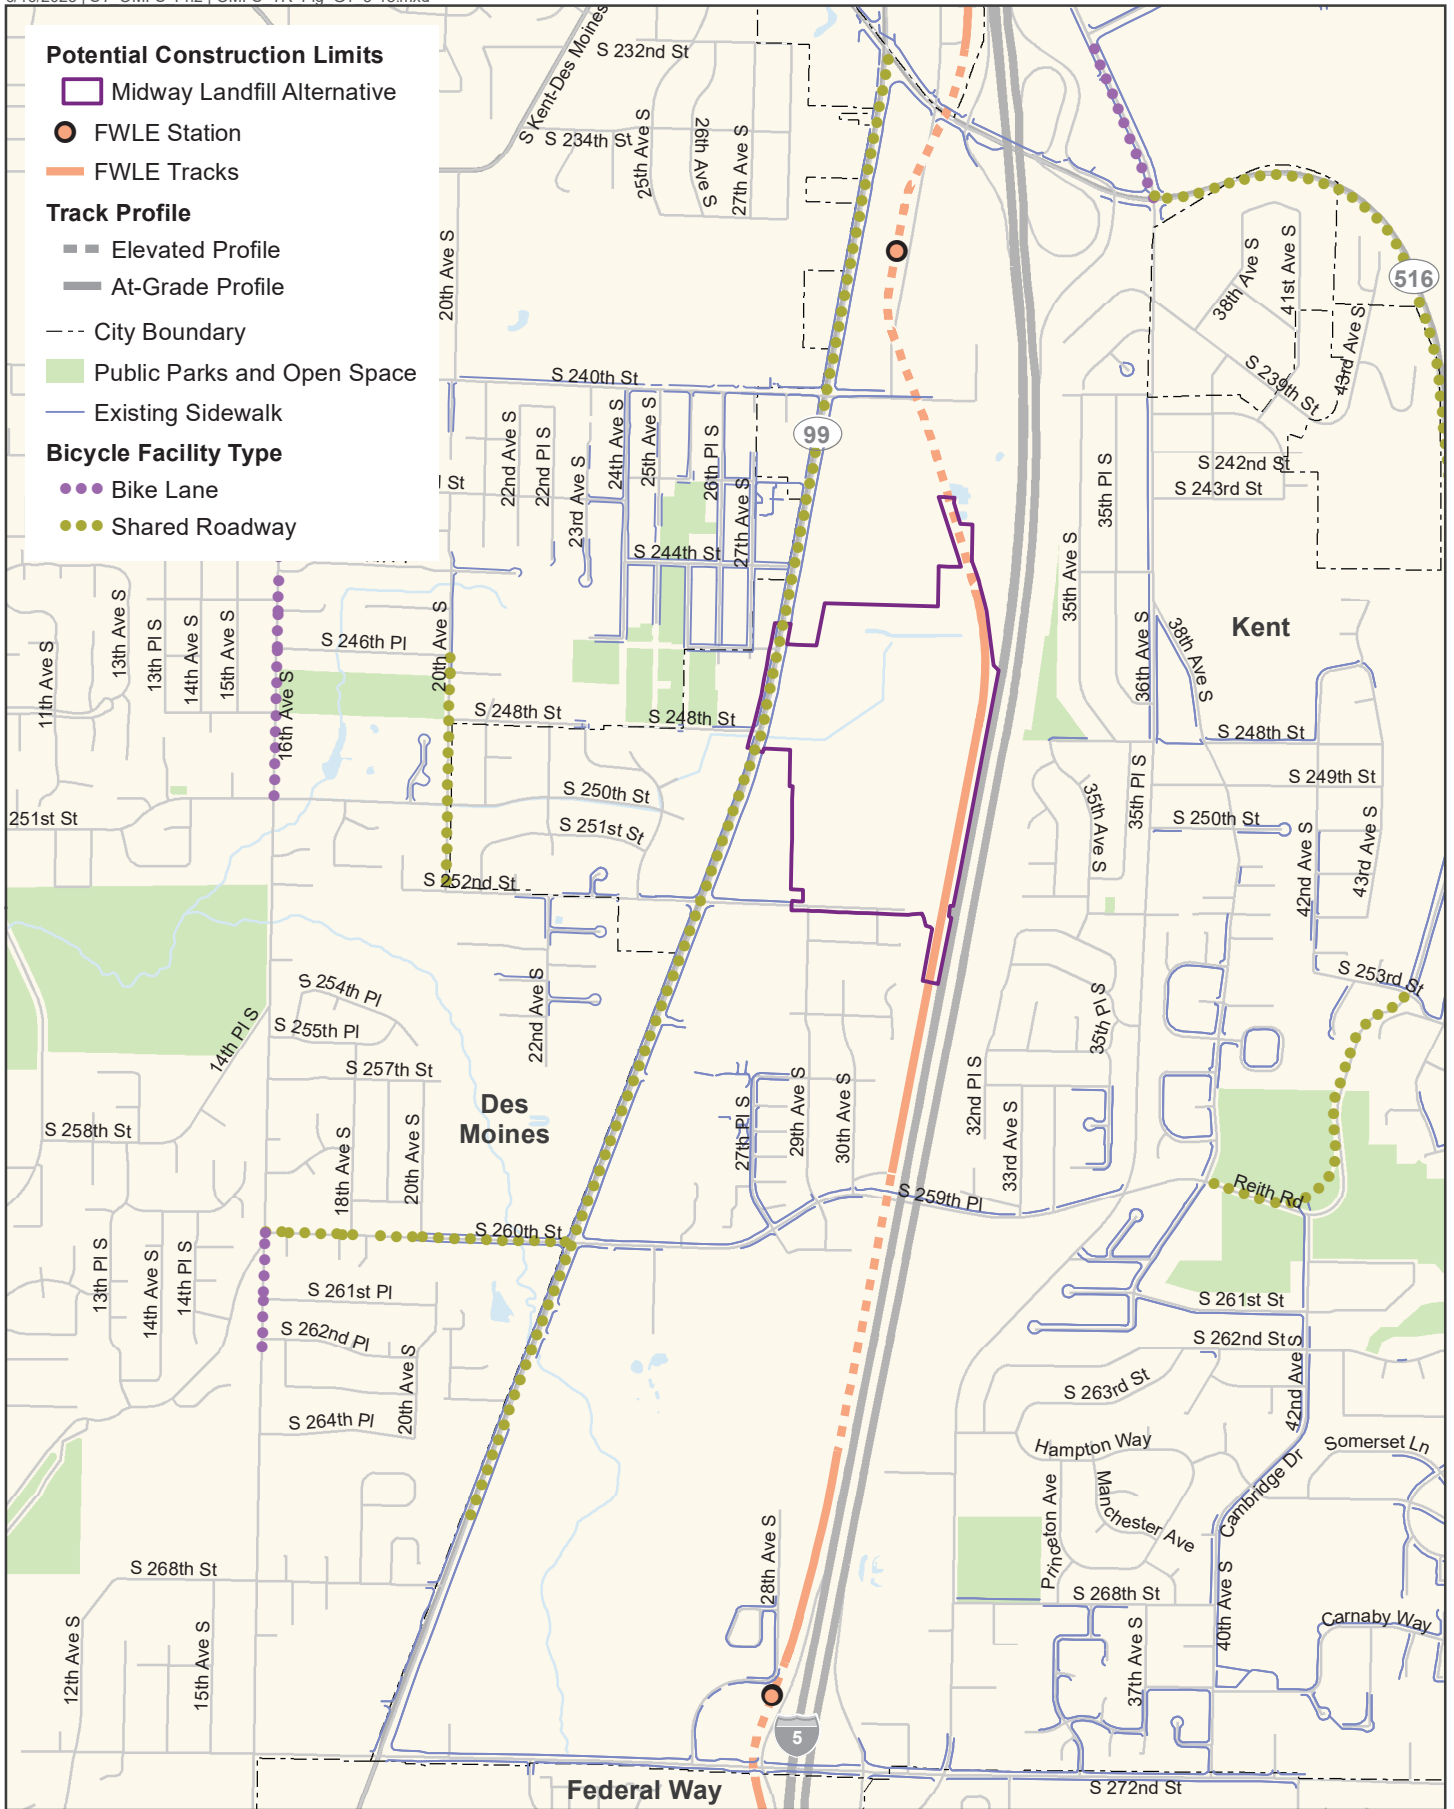 Potential Construction Limits
Midway Landfill Alternative
FWLE Station
FWLE Tracks
Track Profile
Elevated Profile
At-Grade Profile
City Boundary
Public Parks and Open Space
Existing Sidewalk
Bicycle Facility Type
Bike Lane
Shared Roadway
S Kent-Des Moines
S 232nd St
S 234th St
25th Ave S
26th Ave S
27th Ave S
20th Ave S
516
38th Ave S
41st Ave S
43rd Ave S
S 239th St
S 240th St
99
22nd Ave S
22nd Pl S
23rd Ave S
24th Ave S
25th Ave S
26th Pl S
27th Ave S
St
S 242nd St
S 243rd St
35th Pl S
35th Ave S
S 244th St
Kent
11th Ave S
13th Ave S
13th Pl S
14th Ave S
15th Ave S
16th Ave S
S 246th Pl
20th Ave S
36th Ave S
38th Ave S
S 248th St
S 248th St
S 248th St
S 249th St
S 250th St
S 251st St
251st St
35th Ave S
35th Pl S
S 250th St
42nd Ave S
43rd Ave S
S 252nd St
S 253rd St
22nd Ave S
S 254th Pl
S 255th Pl
14th Pl S
S 257th St
35th Pl S
32nd Pl S
33rd Ave S
Des
Moines
S 258th St
18th Ave S
20th Ave S
27th Pl S
29th Ave S
30th Ave S
S 259th Pl
Reith Rd
S 260th St
13th Pl S
14th Ave S
14th Pl S
S 261st Pl
S 262nd Pl
20th Ave S
S 264th Pl
S 261st St
S 262nd St
42nd Ave S
S 263rd St
Hampton Way
Somerset Ln
Cambridge Dr
Princeton Ave
Manchester Ave
S 268th St
28th Ave S
S 268th St
40th Ave S
Carnaby Way
12th Ave S
15th Ave S
37th Ave S
5
Federal Way
S 272nd St